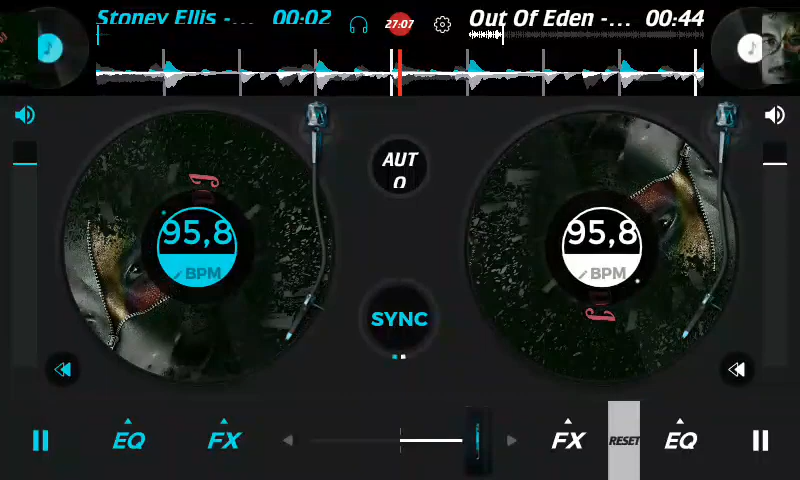 Stoney Ellis -...
00:02
27:07
Out Of Eden -...
00:44
AUT
O
95,8
BPM
95,8
BPM
SYNC
EQ
FX
FX
RESET
EQ